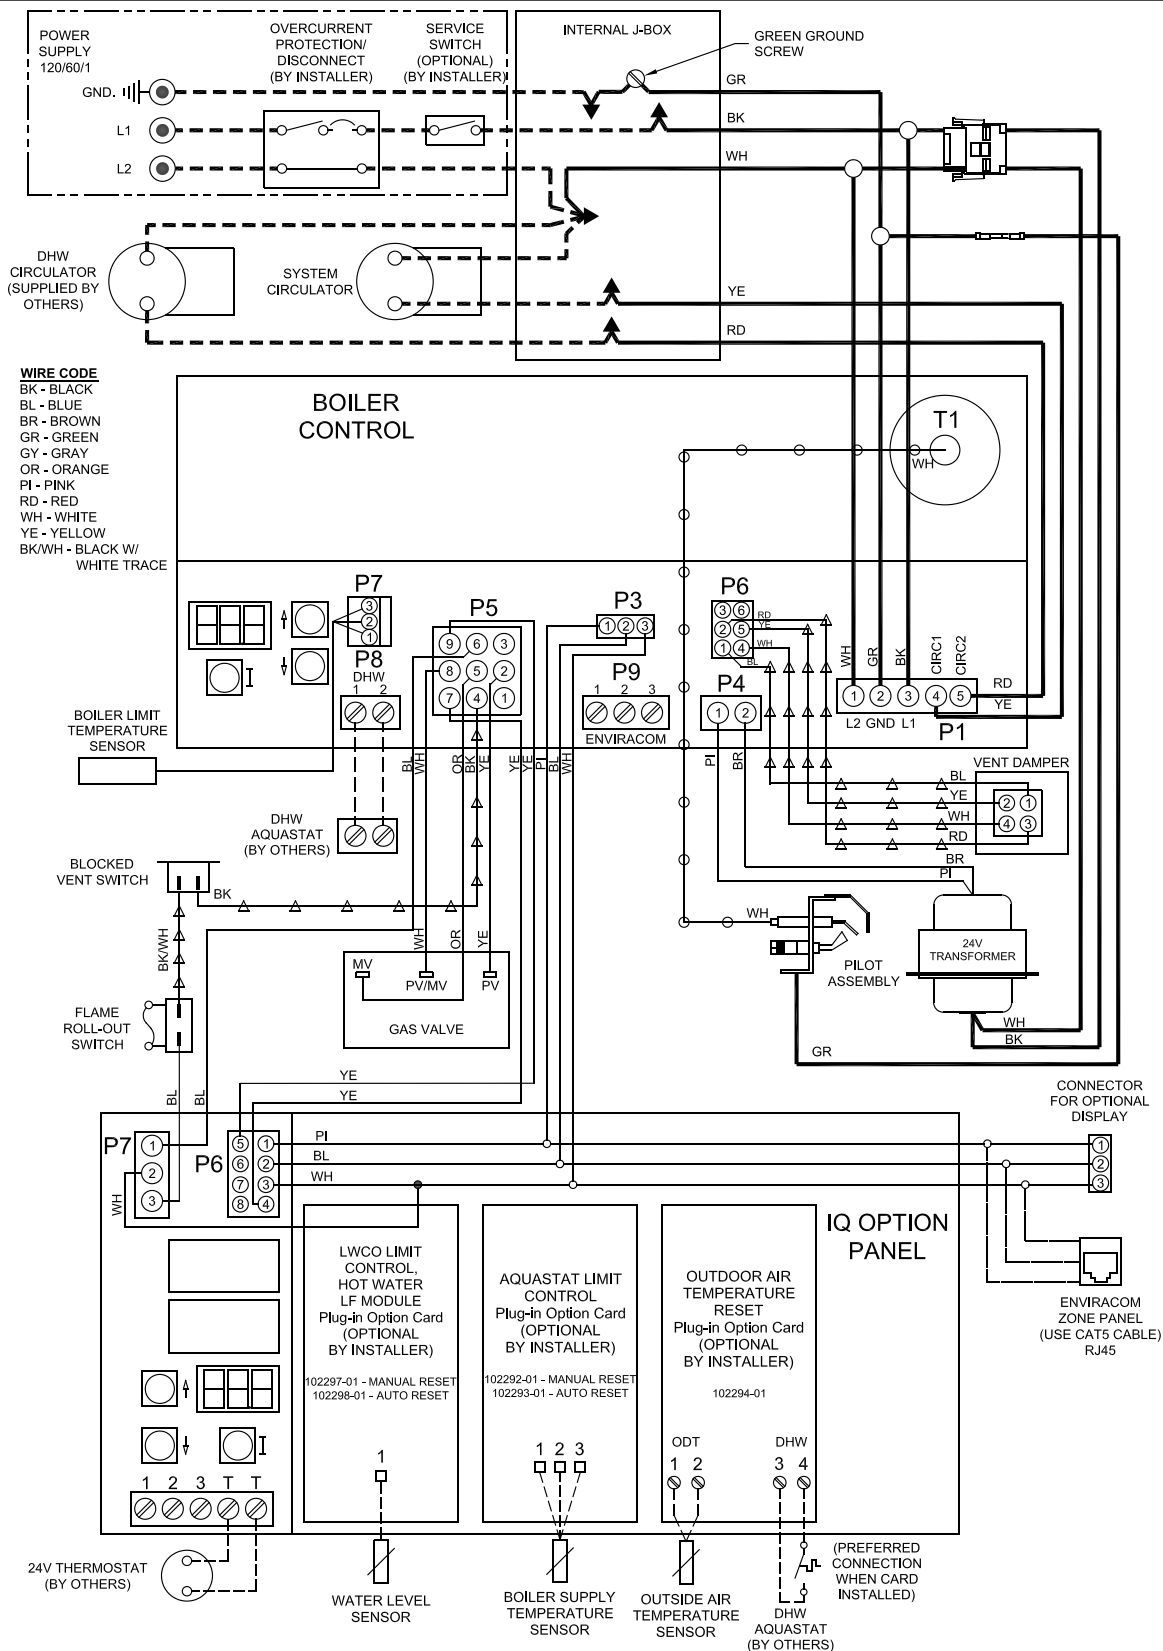 POWER
SUPPLY
120/60/1
OVERCURRENT
PROTECTION/
DISCONNECT
(BY INSTALLER)
SERVICE
SWITCH
(OPTIONAL)
(BY INSTALLER)
INTERNAL J-BOX
GREEN GROUND
SCREW
GND.
L1
L2
GR
BK
WH
DHW
CIRCULATOR
(SUPPLIED BY
OTHERS)
SYSTEM
CIRCULATOR
YE
RD
WIRE CODE
BK - BLACK
BL - BLUE
BR - BROWN
GR - GREEN
GY - GRAY
OR - ORANGE
PI - PINK
RD - RED
WH - WHITE
YE - YELLOW
BK/WH - BLACK W/
WHITE TRACE
BOILER
CONTROL
T1
WH
P7
3
2
1
P8
DHW
1 2
P5
9 6 3
8 5 2
7 4 1
P3
1 2 3
P9
1 2 3
ENVIRACOM
P6
3 6
2 5
1 4
RD
YE
WH
BL
P4
1 2
WH
GR
BK
CIRC1
CIRC2
1 2 3 4 5
L2 GND L1
P1
RD
YE
BOILER LIMIT
TEMPERATURE
SENSOR
BL
WH
OR
BK
YE
YE
YE
PI
BL
WH
PI
BR
VENT DAMPER
BL
YE
WH
RD
2 1
4 3
BR
PI
DHW
AQUASTAT
(BY OTHERS)
BLOCKED
VENT SWITCH
BK
BK/WH
WH
OR
YE
MV
PV/MV
PV
GAS VALVE
WH
PILOT
ASSEMBLY
24V
TRANSFORMER
WH
BK
GR
FLAME
ROLL-OUT
SWITCH
BL
BL
YE
YE
CONNECTOR
FOR OPTIONAL
DISPLAY
1
2
3
P7
1
2
3
WH
P6
5 1
6 2
7 3
8 4
PI
BL
WH
IQ OPTION
PANEL
LWCO LIMIT
CONTROL,
HOT WATER
LF MODULE
Plug-in Option Card
(OPTIONAL
BY INSTALLER)
102297-01 - MANUAL RESET
102298-01 - AUTO RESET
1
AQUASTAT LIMIT
CONTROL
Plug-in Option Card
(OPTIONAL
BY INSTALLER)
102292-01 - MANUAL RESET
102293-01 - AUTO RESET
1 2 3
OUTDOOR AIR
TEMPERATURE
RESET
Plug-in Option Card
(OPTIONAL
BY INSTALLER)
102294-01
ODT
1 2
DHW
3 4
ENVIRACOM
ZONE PANEL
(USE CAT5 CABLE)
RJ45
1 2 3 T T
24V THERMOSTAT
(BY OTHERS)
WATER LEVEL
SENSOR
BOILER SUPPLY
TEMPERATURE
SENSOR
OUTSIDE AIR
TEMPERATURE
SENSOR
DHW
AQUASTAT
(BY OTHERS)
(PREFERRED
CONNECTION
WHEN CARD
INSTALLED)